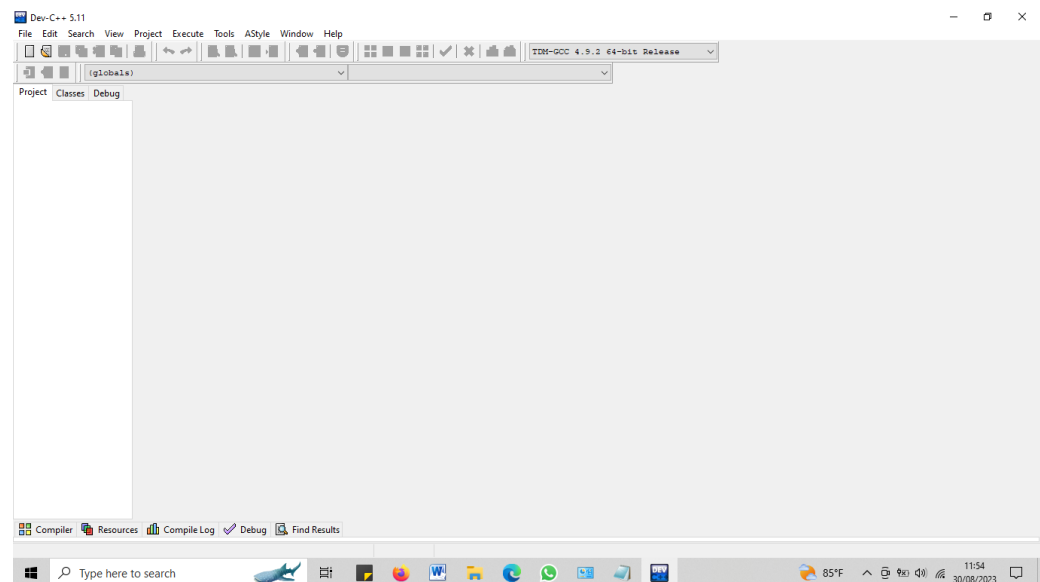 Dev-C++ 5.11
File Edit Search View Project Execute Tools AStyle Window Help
TDM-GCC 4.9.2 64-bit Release
(globals)
Project Classes Debug
Compiler Resources Compile Log Debug Find Results
Type here to search
85°F
11:54
30/08/2023